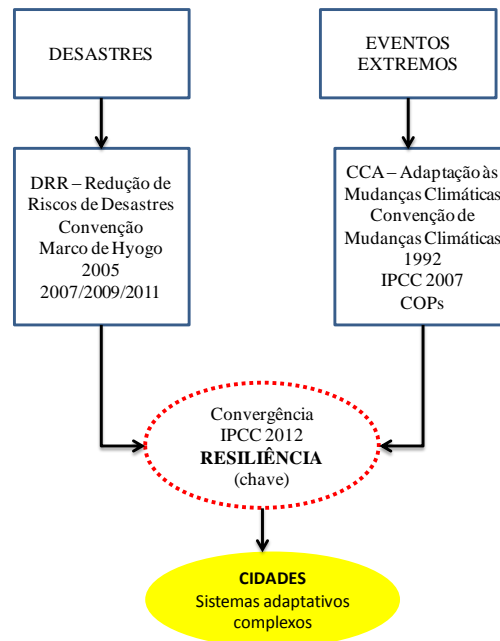 DESASTRES
EVENTOS
EXTREMOS
DRR – Redução de
Riscos de Desastres
Convenção
Marco de Hyogo
2005
2007/2009/2011
CCA – Adaptação às
Mudanças Climáticas
Convenção de
Mudanças Climáticas
1992
IPCC 2007
COPs
Convergência
IPCC 2012
RESILIÊNCIA
(chave)
CIDADES
Sistemas adaptativos
complexos